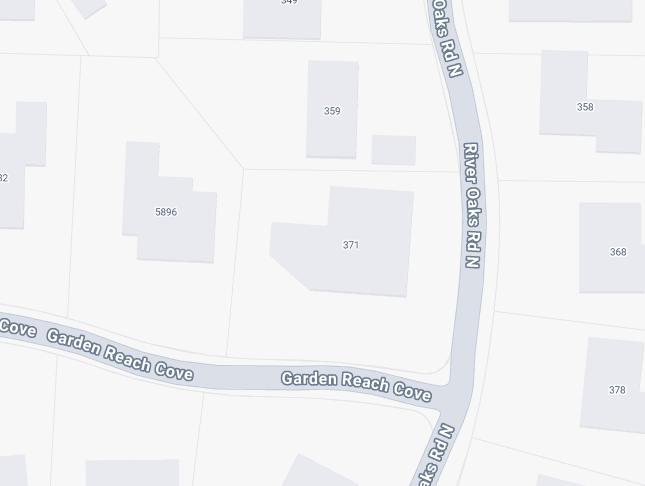 349
Oaks Rd N
359
358
River Oaks Rd N
5896
371
368
Cove
Garden Reach Cove
Garden Reach Cove
378
Oaks Rd N